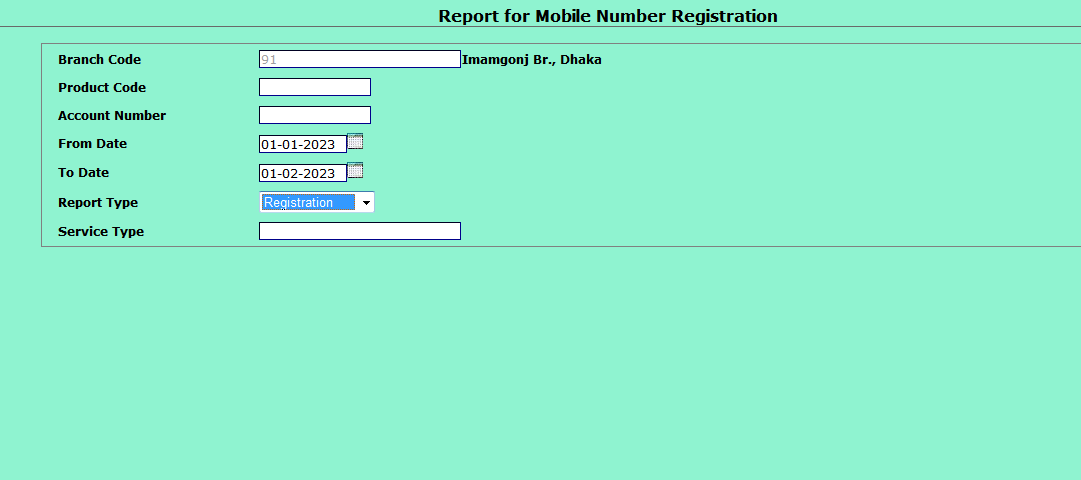 Report for Mobile Number Registration
Branch Code 91 Imamgonj Br., Dhaka
Product Code
Account Number
From Date 01-01-2023
To Date 01-02-2023
Report Type Registration
Service Type